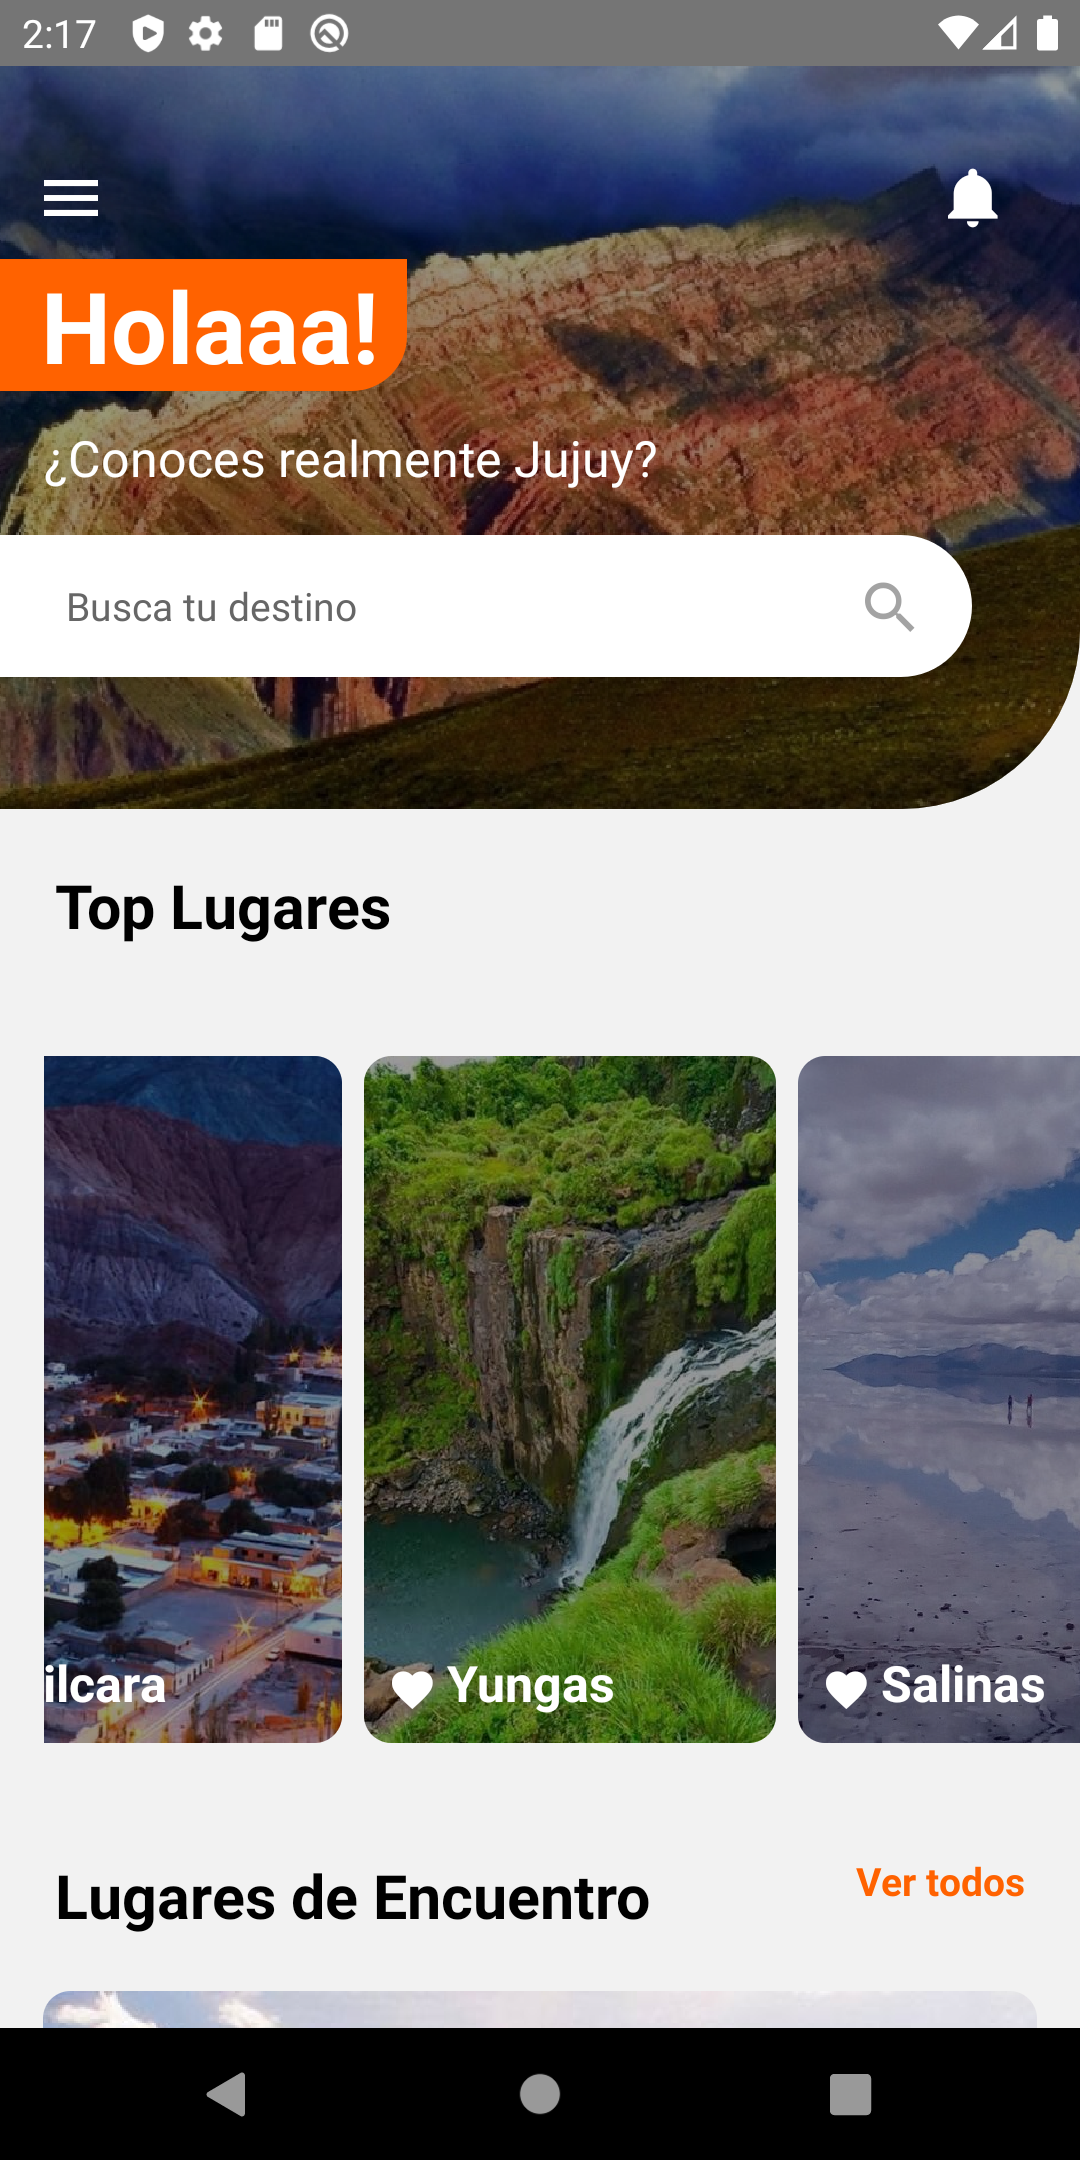 2:17
Holaaa!
¿Conoces realmente Jujuy?
Busca tu destino
Top Lugares
ilcara
Yungas
Salinas
Lugares de Encuentro
Ver todos